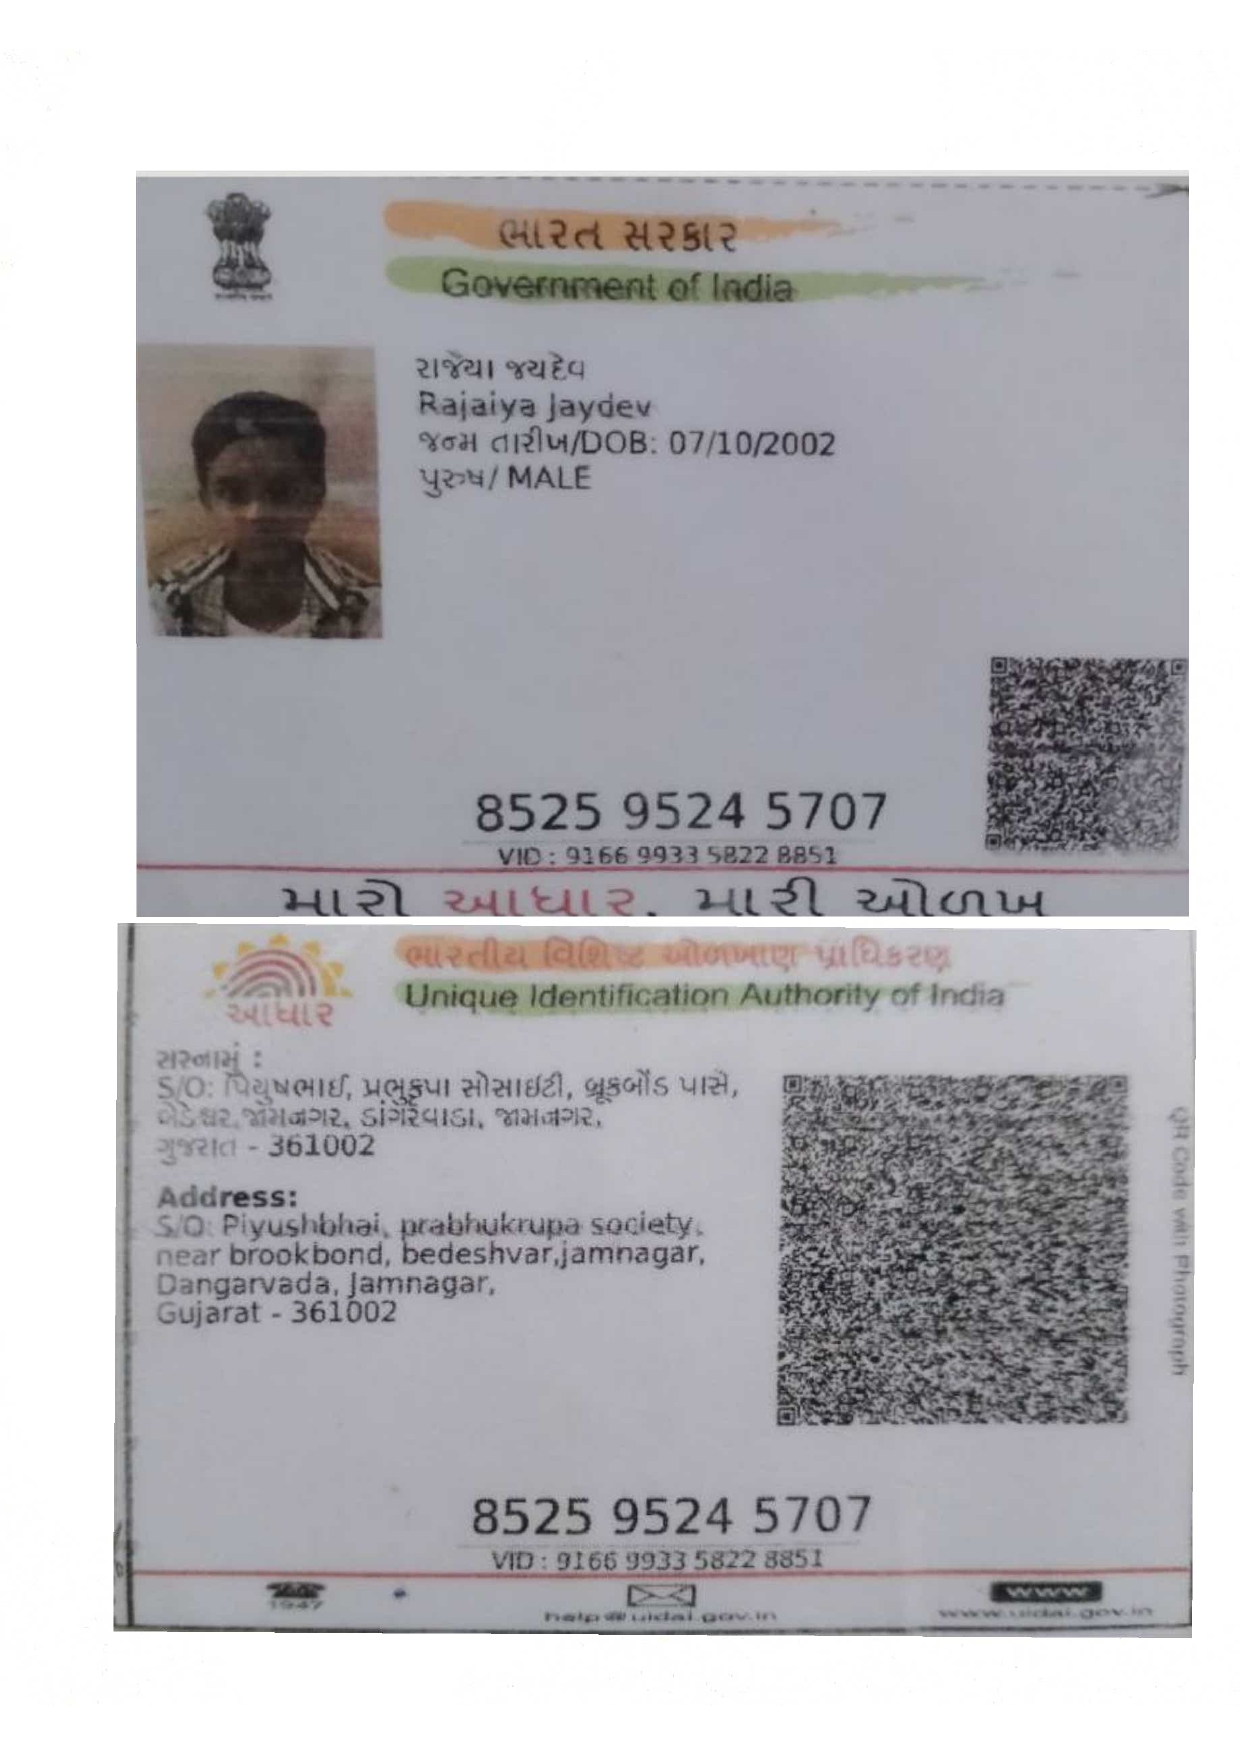 ભારત સરકાર
Government of India
રાજૈયા જયદેવ
Rajaiya Jaydev
જન્મ તારીખ/DOB: 07/10/2002
પુરુષ/ MALE
8525 9524 5707
VID : 9166 9933 5822 8851
મારો આધાર, મારી ઓળખ
ભારતીય વિશિષ્ટ ઓળખાણ પ્રાધિકરણ
Unique Identification Authority of India
આધાર
સરનામું :
S/O: પિયુષભાઈ, પ્રભુકૃપા સોસાઇટી, બ્રૂકબોંડ પાસે,
બેડેશ્વર,જામનગર, ડાંગરવાડા, જામનગર,
ગુજરાત - 361002
Address:
S/O: Piyushbhai, prabhukrupa society,
near brookbond, bedeshvar,jamnagar,
Dangarvada, Jamnagar,
Gujarat - 361002
QR Code with Photograph
8525 9524 5707
VID : 9166 9933 5822 8851
1947
help@uidai.gov.in
www
www.uidai.gov.in